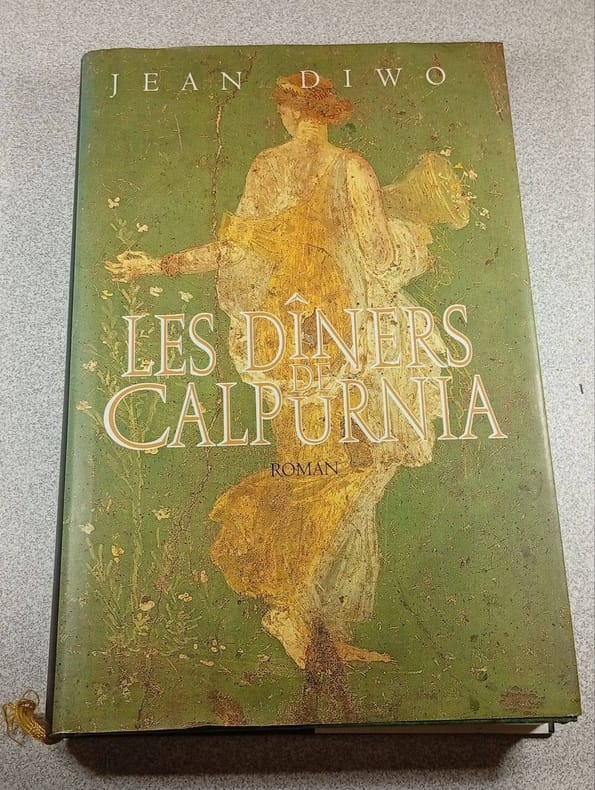 JEAN DIWO
LES DÎNERS
DE
CALPURNIA
ROMAN